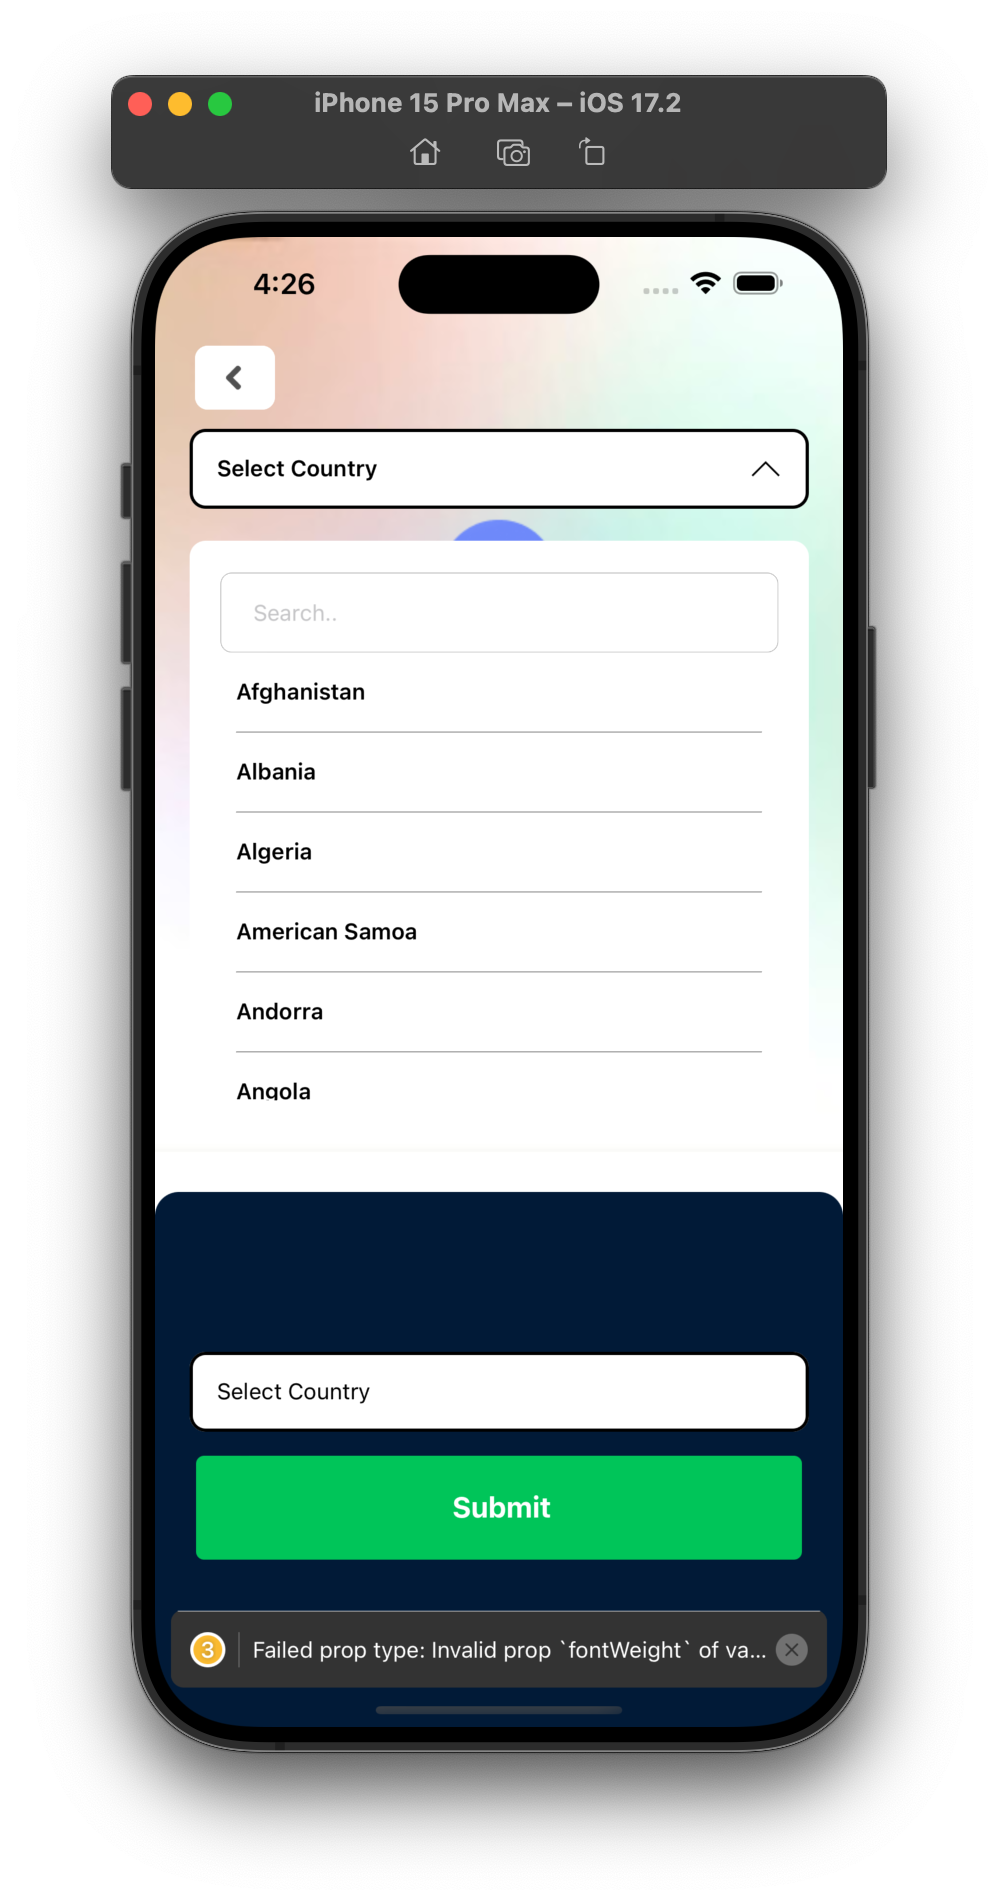 iPhone 15 Pro Max – iOS 17.2
4:26
Select Country
Search..
Afghanistan
Albania
Algeria
American Samoa
Andorra
Angola
Select Country
Submit
3 Failed prop type: Invalid prop `fontWeight` of va...